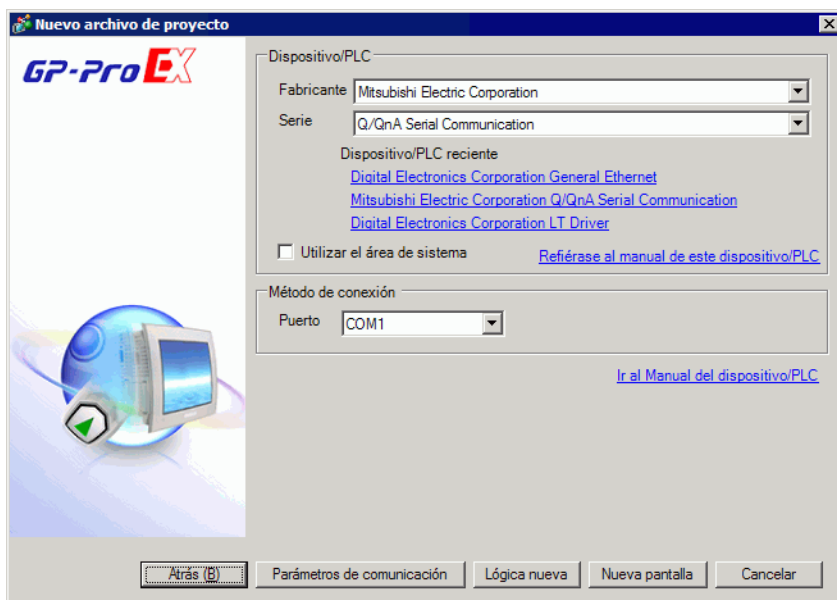 Nuevo archivo de proyecto
GP-Pro EX
Dispositivo/PLC
Fabricante Mitsubishi Electric Corporation
Serie Q/QnA Serial Communication
Dispositivo/PLC reciente
Digital Electronics Corporation General Ethernet
Mitsubishi Electric Corporation Q/QnA Serial Communication
Digital Electronics Corporation LT Driver
Utilizar el área de sistema Refiérase al manual de este dispositivo/PLC
Método de conexión
Puerto COM1
Ir al Manual del dispositivo/PLC
Atrás (B) Parámetros de comunicación Lógica nueva Nueva pantalla Cancelar